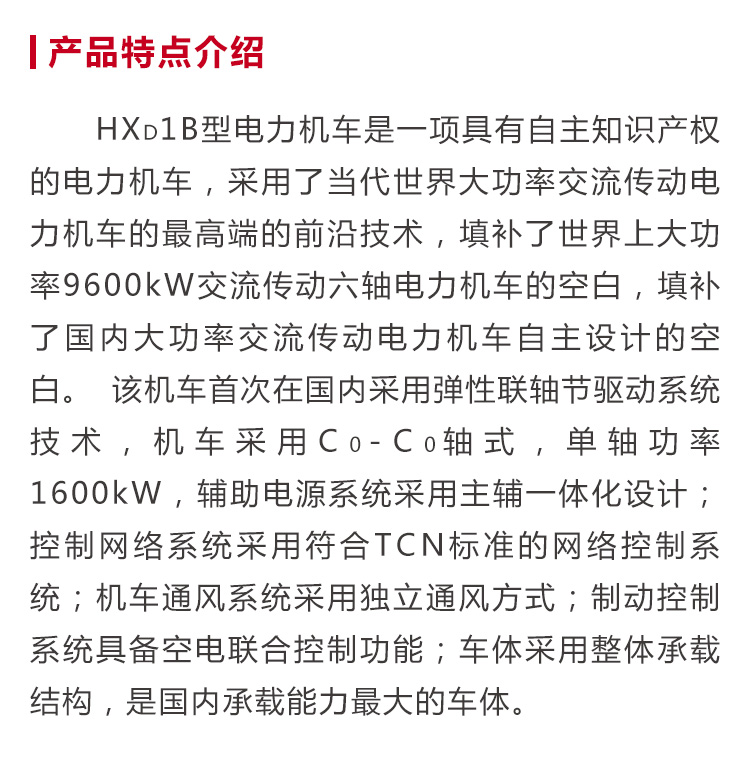 产品特点介绍
HXD1B型电力机车是一项具有自主知识产权
的电力机车，采用了当代世界大功率交流传动电
力机车的最高端的前沿技术，填补了世界上大功
率9600kW交流传动六轴电力机车的空白，填补
了国内大功率交流传动电力机车自主设计的空
白。 该机车首次在国内采用弹性联轴节驱动系统
技术，机车采用C0-C0轴式，单轴功率
1600kW，辅助电源系统采用主辅一体化设计；
控制网络系统采用符合TCN标准的网络控制系
统；机车通风系统采用独立通风方式；制动控制
系统具备空电联合控制功能；车体采用整体承载
结构，是国内承载能力最大的车体。